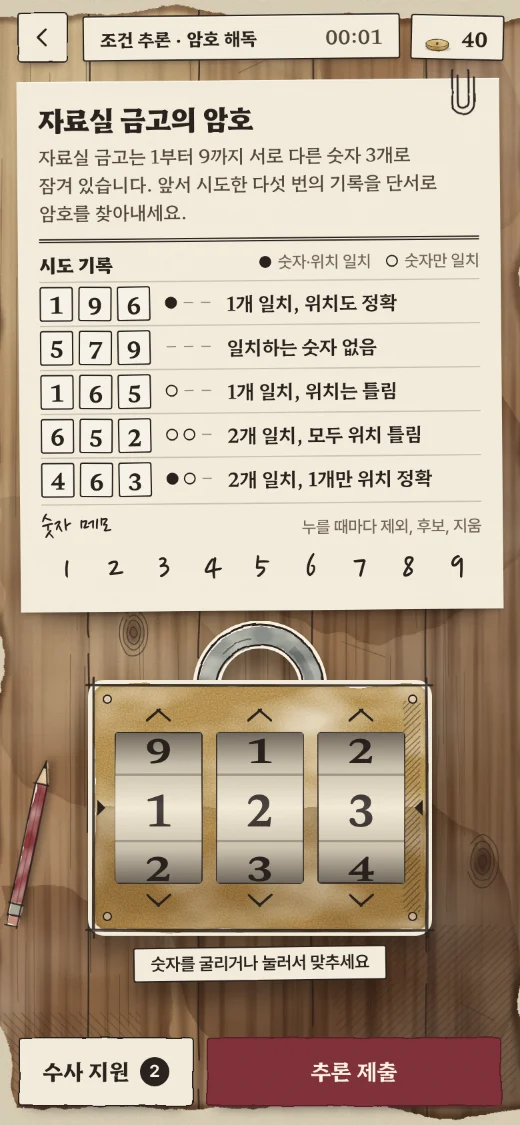 조건 추론 · 암호 해독 00:01 40
자료실 금고의 암호
자료실 금고는 1부터 9까지 서로 다른 숫자 3개로
잠겨 있습니다. 앞서 시도한 다섯 번의 기록을 단서로
암호를 찾아내세요.
시도 기록 ● 숫자·위치 일치 ○ 숫자만 일치
1 9 6 ● – – 1개 일치, 위치도 정확
5 7 9 – – – 일치하는 숫자 없음
1 6 5 ○ – – 1개 일치, 위치는 틀림
6 5 2 ○ ○ – 2개 일치, 모두 위치 틀림
4 6 3 ● ○ – 2개 일치, 1개만 위치 정확
숫자 메모 누를 때마다 제외, 후보, 지움
1 2 3 4 5 6 7 8 9
9 1 2
1 2 3
2 3 4
숫자를 굴리거나 눌러서 맞추세요
수사 지원 2 추론 제출